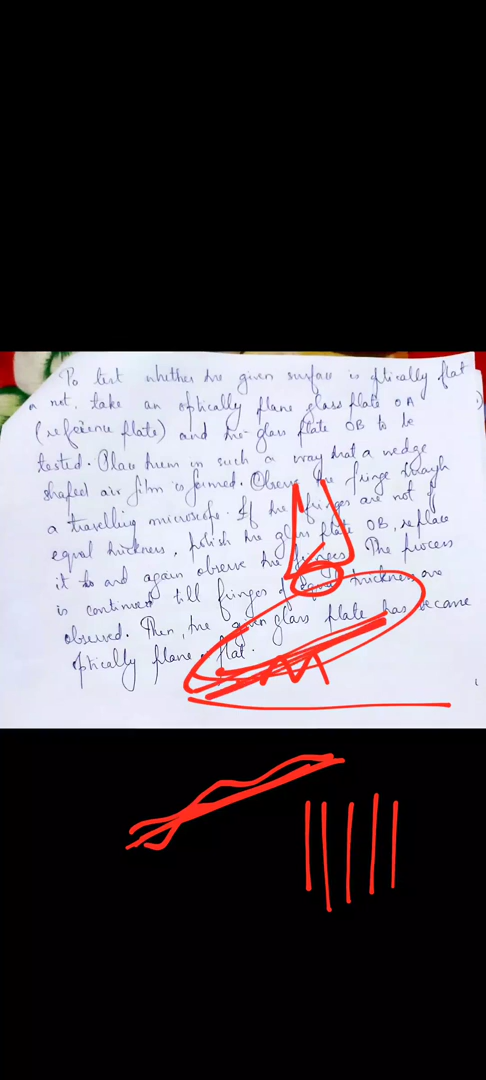 To test whether the given surface is optically flat
or not, take an optically plane glass plate OA
(reference plate) and the glass plate OB to be
tested. Place them in such a way that a wedge
shaped air film is formed. Observe the fringe through
a travelling microscope. If the fringes are not of
equal thickness, polish the glass plate OB, replace
it and again observe the fringes. The process
is continued till fringes of equal thickness are
observed. Then, the given glass plate has became
optically plane flat.